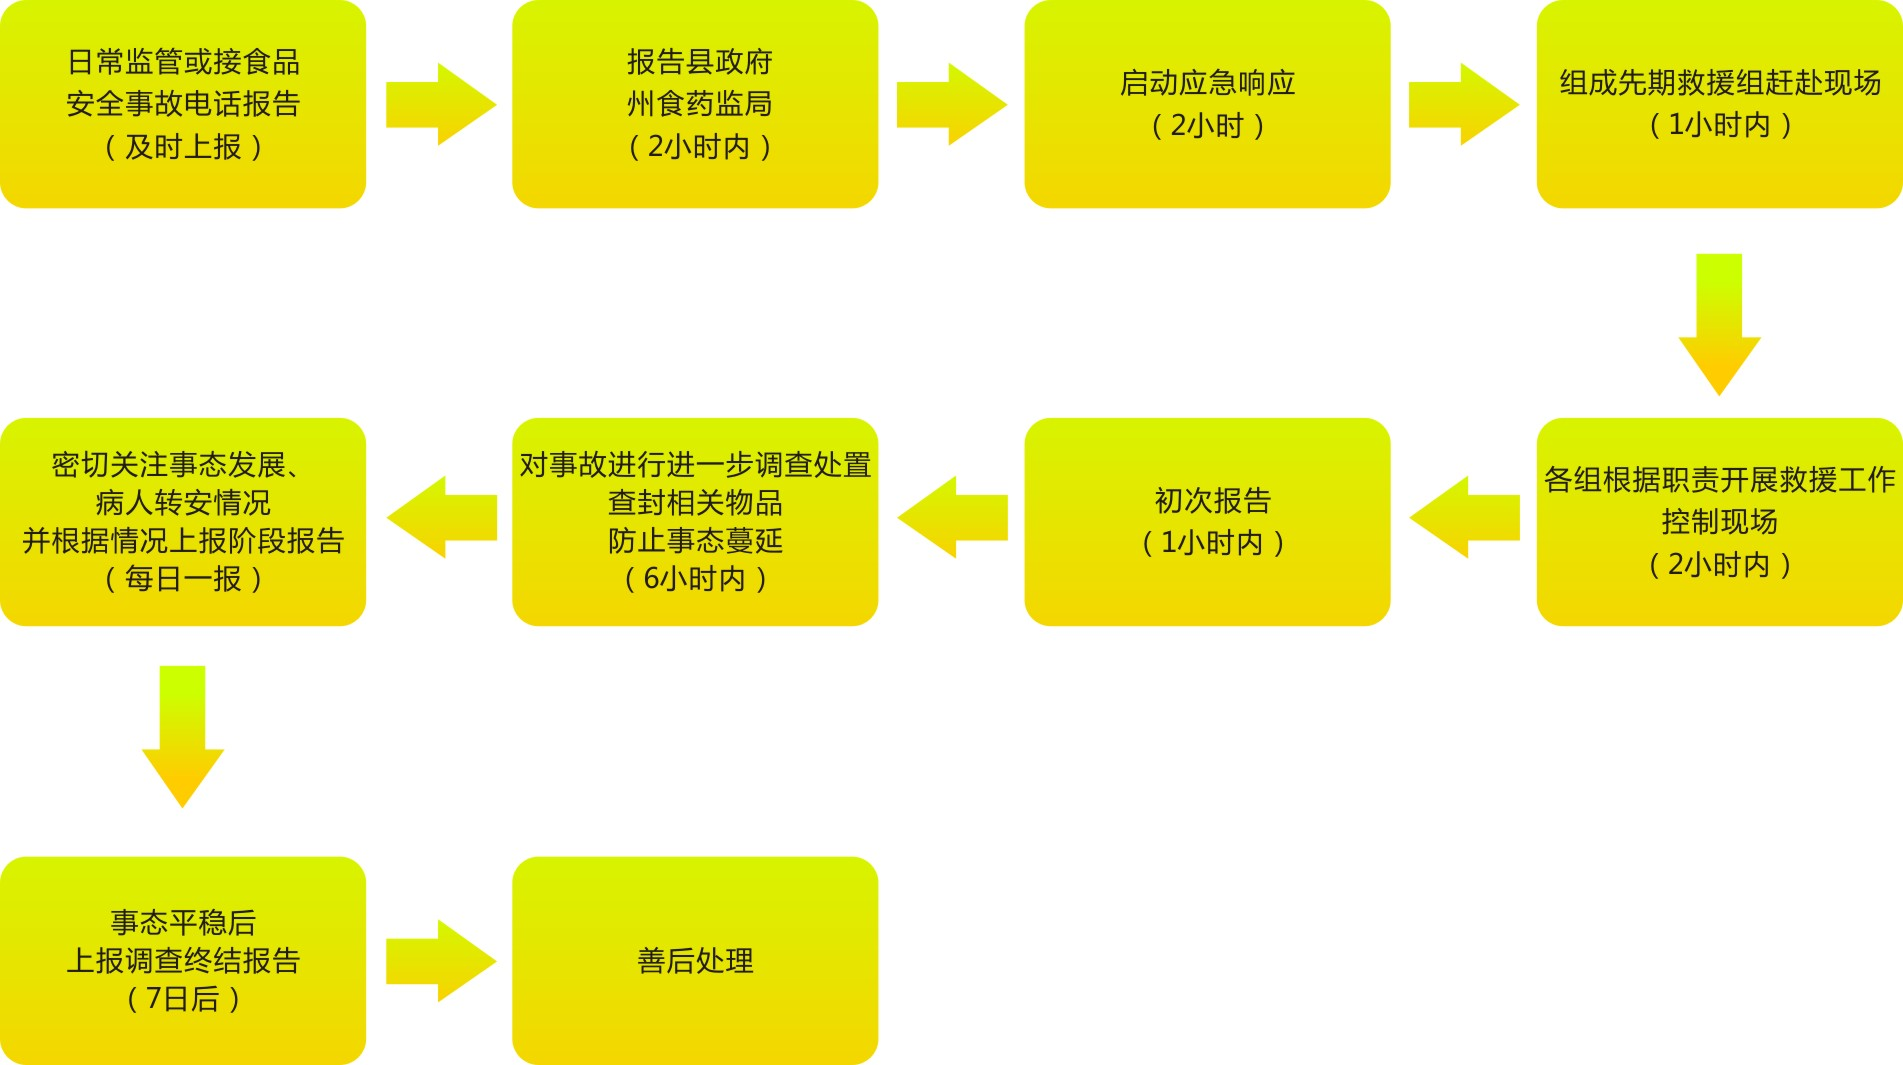 日常监管或接食品
安全事故电话报告
（及时上报）
报告县政府
州食药监局
（2小时内）
启动应急响应
（2小时）
组成先期救援组赶赴现场
（1小时内）
各组根据职责开展救援工作
控制现场
（2小时内）
初次报告
（1小时内）
对事故进行进一步调查处置
查封相关物品
防止事态蔓延
（6小时内）
密切关注事态发展、
病人转安情况
并根据情况上报阶段报告
（每日一报）
事态平稳后
上报调查终结报告
（7日后）
善后处理